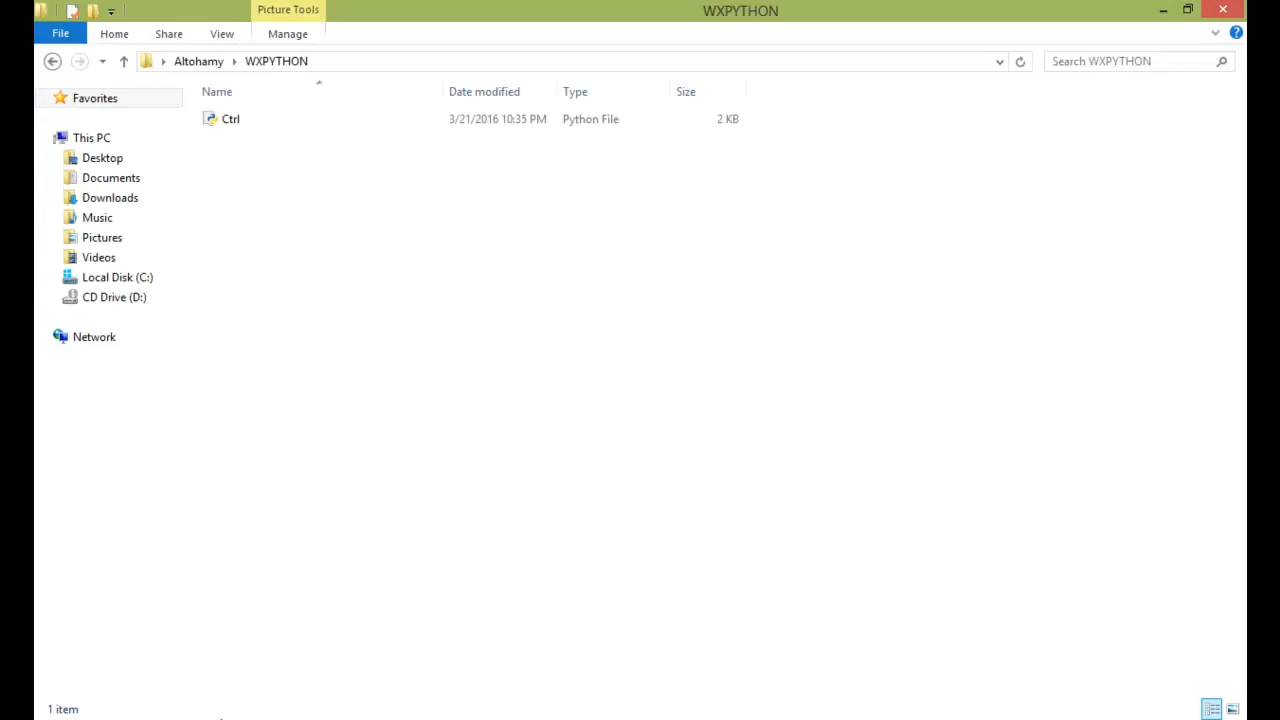 Picture Tools
WXPYTHON
File Home Share View Manage
Altohamy WXPYTHON Search WXPYTHON
Name Date modified Type Size
Favorites
Ctrl 3/21/2016 10:35 PM Python File 2 KB
This PC
Desktop
Documents
Downloads
Music
Pictures
Videos
Local Disk (C:)
CD Drive (D:)
Network
1 item